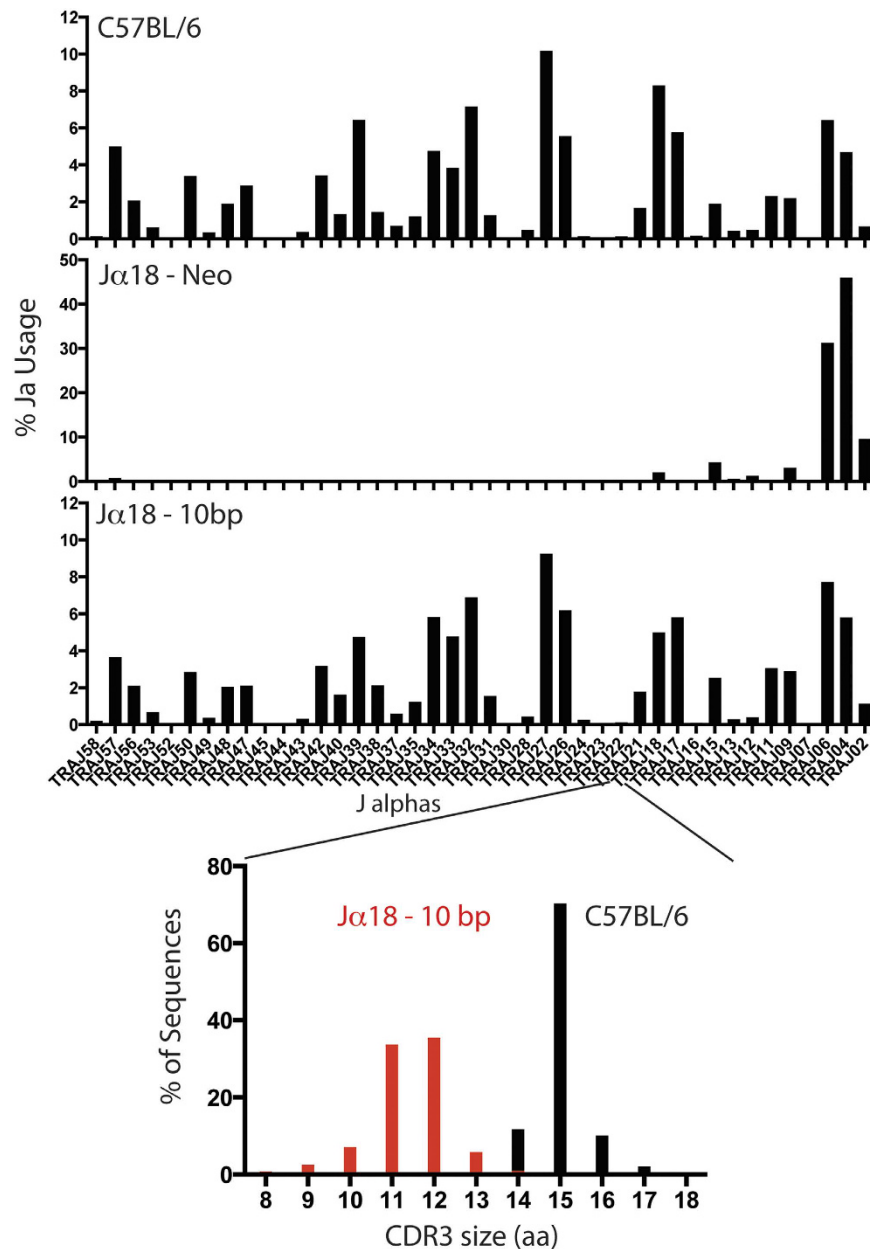 12
C57BL/6
10
8
6
4
2
0
50
Jα18 - Neo
40
30
20
10
0
% Ja Usage
12
Jα18 - 10bp
10
8
6
4
2
0
TRAJ58 TRAJ57 TRAJ56 TRAJ53 TRAJ52 TRAJ50 TRAJ49 TRAJ48 TRAJ47 TRAJ45 TRAJ44 TRAJ43 TRAJ42 TRAJ40 TRAJ39 TRAJ38 TRAJ37 TRAJ35 TRAJ34 TRAJ33 TRAJ32 TRAJ31 TRAJ30 TRAJ28 TRAJ27 TRAJ26 TRAJ24 TRAJ23 TRAJ22 TRAJ21 TRAJ18 TRAJ17 TRAJ16 TRAJ15 TRAJ13 TRAJ12 TRAJ11 TRAJ09 TRAJ07 TRAJ06 TRAJ04 TRAJ02
J alphas
80
Jα18 - 10 bp C57BL/6
60
40
20
0
% of Sequences
8 9 10 11 12 13 14 15 16 17 18
CDR3 size (aa)